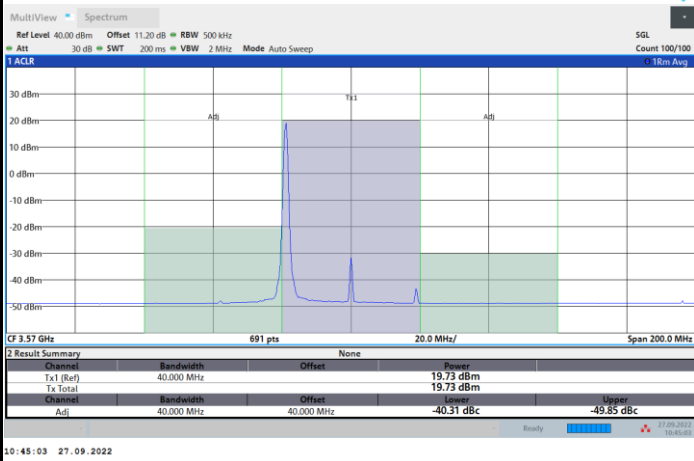 MultiView Spectrum
Ref Level 40.00 dBm Offset 11.20 dB RBW 500 kHz SGL
Att 30 dB SWT 200 ms VBW 2 MHz Mode Auto Sweep Count 100/100
1 ACLR 1Rm Avg
30 dBm
Tx1
20 dBm
Adj Adj
10 dBm
0 dBm
-10 dBm
-20 dBm
-30 dBm
-40 dBm
-50 dBm
CF 3.57 GHz 691 pts 20.0 MHz/ Span 200.0 MHz
2 Result Summary None
Channel Bandwidth Offset Power
Tx1 (Ref) 40.000 MHz 19.73 dBm
Tx Total 19.73 dBm
Channel Bandwidth Offset Lower Upper
Adj 40.000 MHz 40.000 MHz -40.31 dBc -49.85 dBc
Ready 27.09.2022
10:45:03
10:45:03 27.09.2022